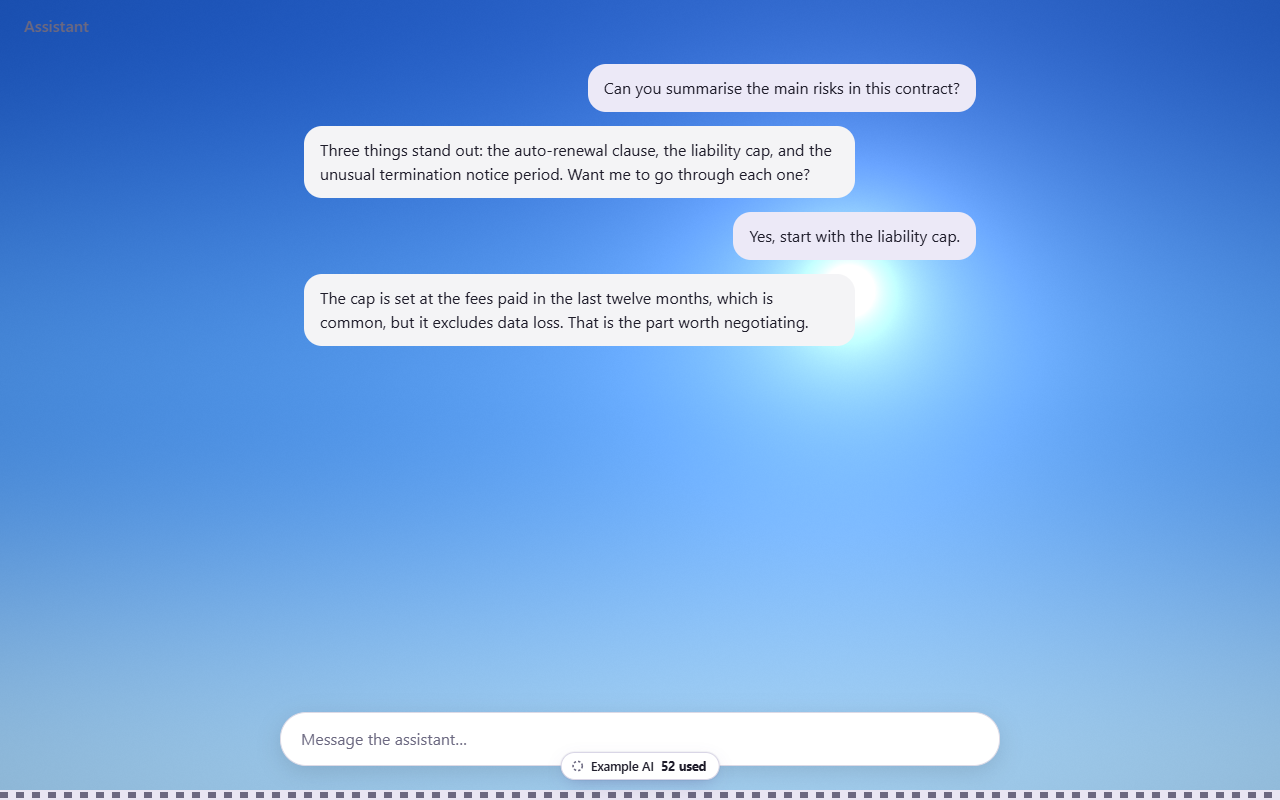 Assistant
Can you summarise the main risks in this contract?
Three things stand out: the auto-renewal clause, the liability cap, and the
unusual termination notice period. Want me to go through each one?
Yes, start with the liability cap.
The cap is set at the fees paid in the last twelve months, which is
common, but it excludes data loss. That is the part worth negotiating.
Message the assistant...
Example AI 52 used